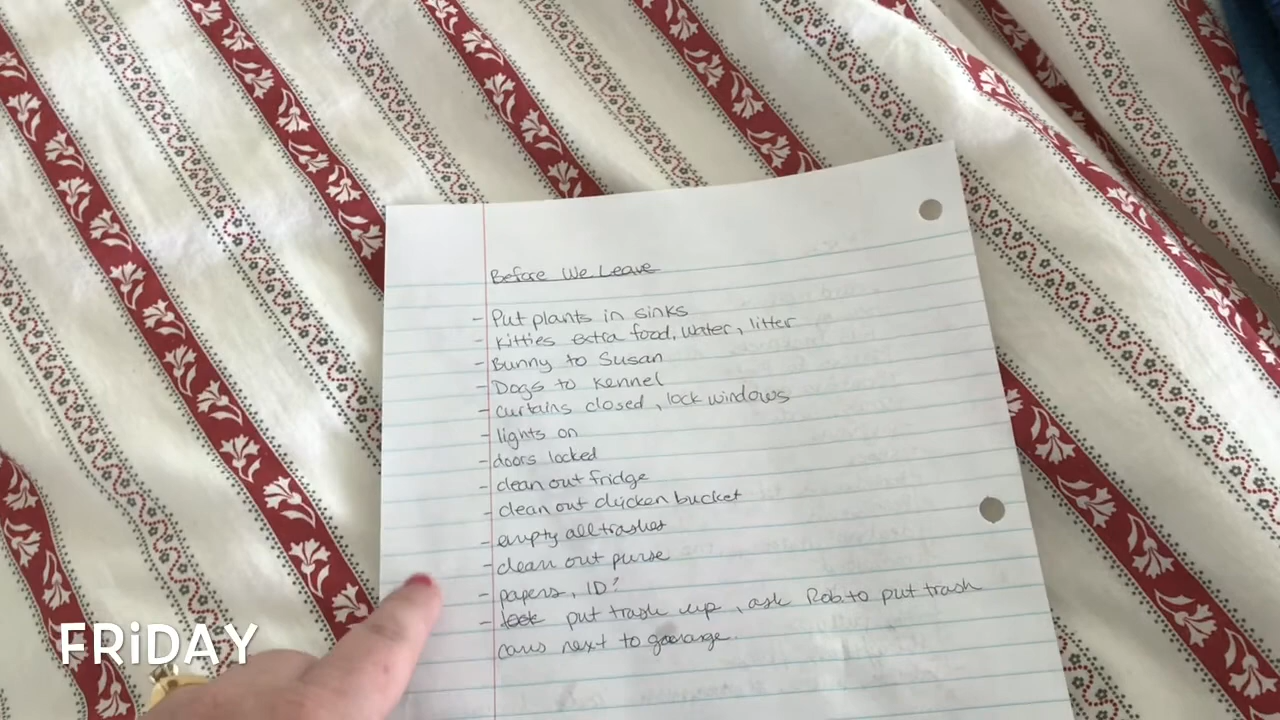 Before We Leave
- Put plants in sinks
- Kitties extra food, water, litter
- Bunny to Susan
- Dogs to Kennel
- curtains closed, lock windows
- lights on
- doors locked
- clean out fridge
- clean out chicken bucket
- empty all trashes
- clean out purse
- papers, ID?
- put trash up, ask Rob to put trash
cans next to garage.
FRiDAY